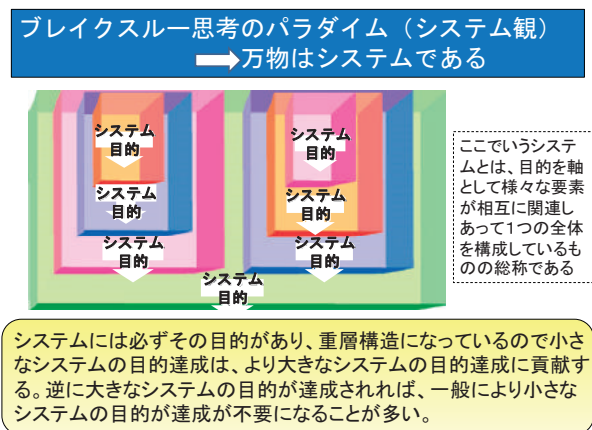 ブレイクスルー思考のパラダイム（システム観）
➡万物はシステムである
システム
目的
システム
目的
システム
目的
システム
目的
システム
目的
システム
目的
システム
目的
ここでいうシステ
ムとは、目的を軸
として様々な要素
が相互に関連し
あって1つの全体
を構成しているも
のの総称である
システムには必ずその目的があり、重層構造になっているので小さ
なシステムの目的達成は、より大きなシステムの目的達成に貢献す
る。逆に大きなシステムの目的が達成されれば、一般により小さな
システムの目的が達成が不要になることが多い。